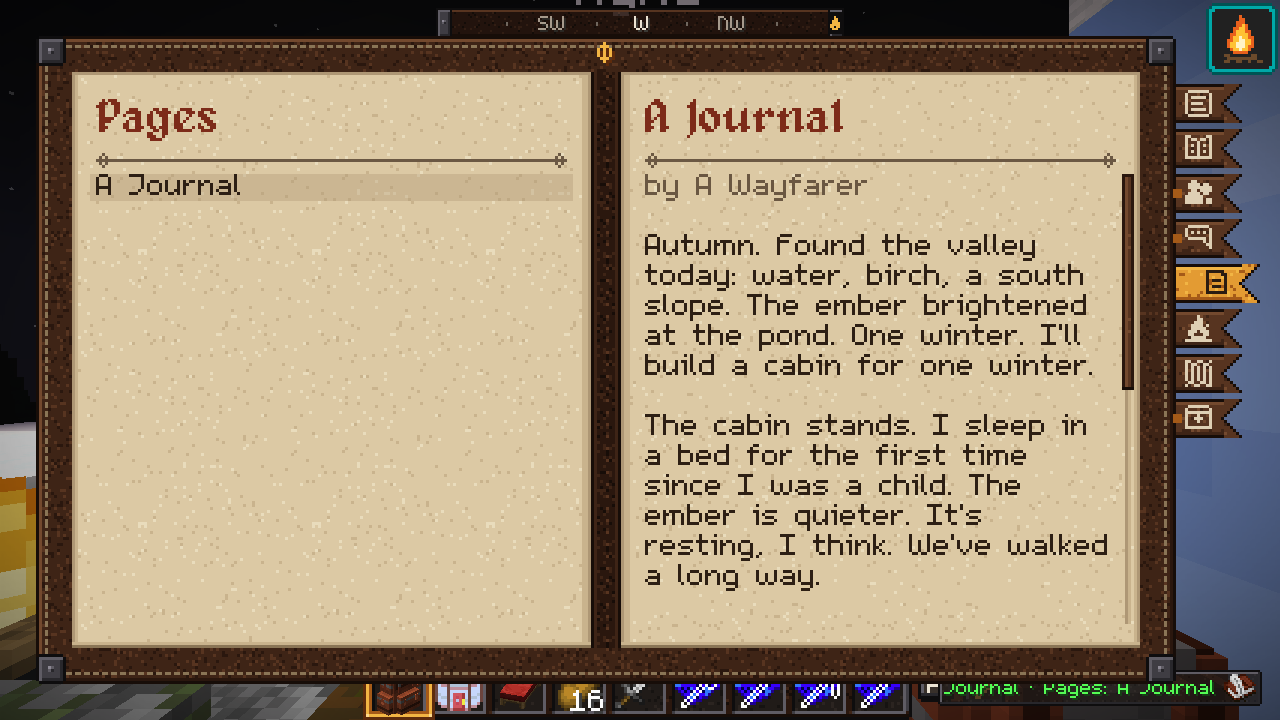 SW · W · NW
Pages
A Journal
A Journal
by A Wayfarer
Autumn. Found the valley
today: water, birch, a south
slope. The ember brightened
at the pond. One winter. I'll
build a cabin for one winter.
The cabin stands. I sleep in
a bed for the first time
since I was a child. The
ember is quieter. It's
resting, I think. We've walked
a long way.
16
Journal · Pages: A Journal